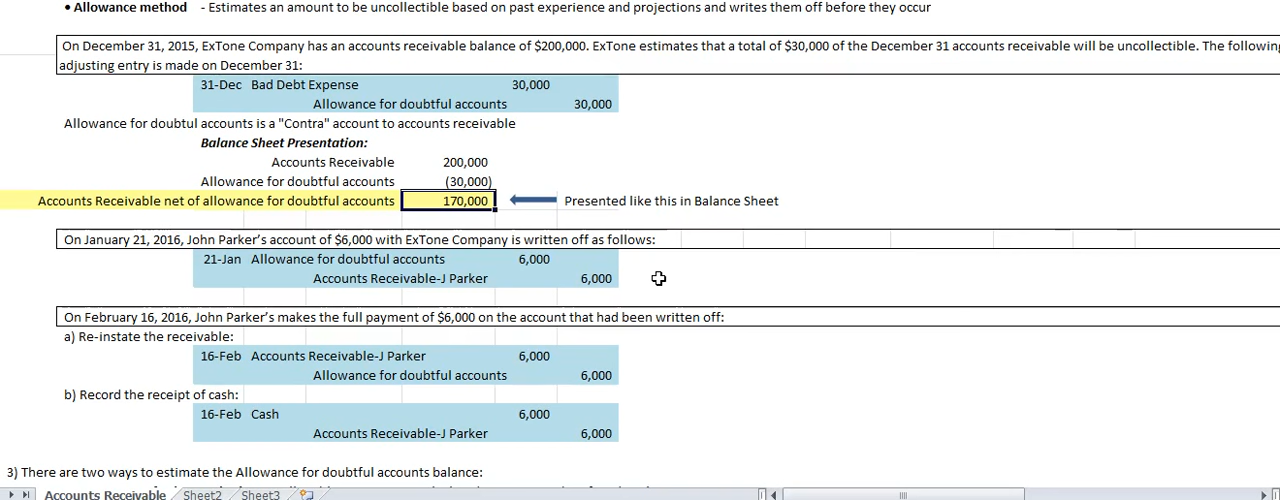 • Allowance method - Estimates an amount to be uncollectible based on past experience and projections and writes them off before they occur
On December 31, 2015, ExTone Company has an accounts receivable balance of $200,000. ExTone estimates that a total of $30,000 of the December 31 accounts receivable will be uncollectible. The following
adjusting entry is made on December 31:
31-Dec Bad Debt Expense 30,000
Allowance for doubtful accounts 30,000
Allowance for doubtul accounts is a "Contra" account to accounts receivable
Balance Sheet Presentation:
Accounts Receivable 200,000
Allowance for doubtful accounts (30,000)
Accounts Receivable net of allowance for doubtful accounts 170,000 Presented like this in Balance Sheet
On January 21, 2016, John Parker's account of $6,000 with ExTone Company is written off as follows:
21-Jan Allowance for doubtful accounts 6,000
Accounts Receivable-J Parker 6,000
On February 16, 2016, John Parker's makes the full payment of $6,000 on the account that had been written off:
a) Re-instate the receivable:
16-Feb Accounts Receivable-J Parker 6,000
Allowance for doubtful accounts 6,000
b) Record the receipt of cash:
16-Feb Cash 6,000
Accounts Receivable-J Parker 6,000
3) There are two ways to estimate the Allowance for doubtful accounts balance:
Accounts Receivable Sheet2 Sheet3